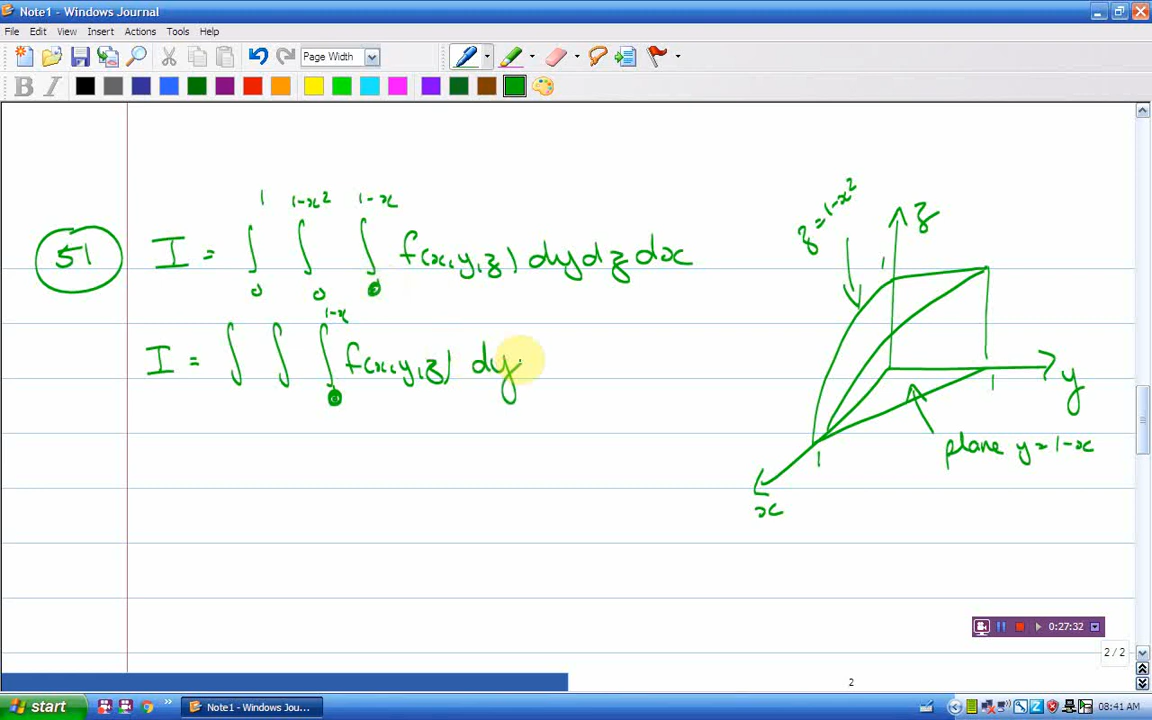 Note1 - Windows Journal
File Edit View Insert Actions Tools Help
Page Width
B I
51
I = ∫₀¹ ∫₀^(1-x²) ∫₀^(1-x) f(x,y,z) dy dz dx
I = ∫ ∫ ∫₀^(1-x) f(x,y,z) dy
z = 1-x²
z
1
y
1
plane y = 1-x
1
x
0:27:32
2 / 2
2
start
Note1 - Windows Jou...
08:41 AM